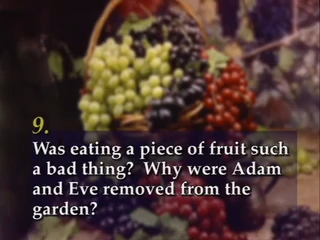 9.
Was eating a piece of fruit such
a bad thing?  Why were Adam
and Eve removed from the
garden?